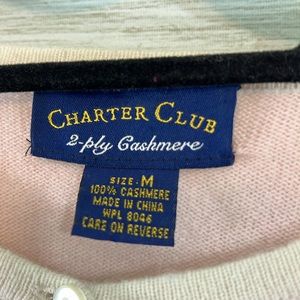 CHARTER CLUB
2-ply Cashmere
SIZE - M
100% CASHMERE
MADE IN CHINA
WPL 8046
CARE ON REVERSE